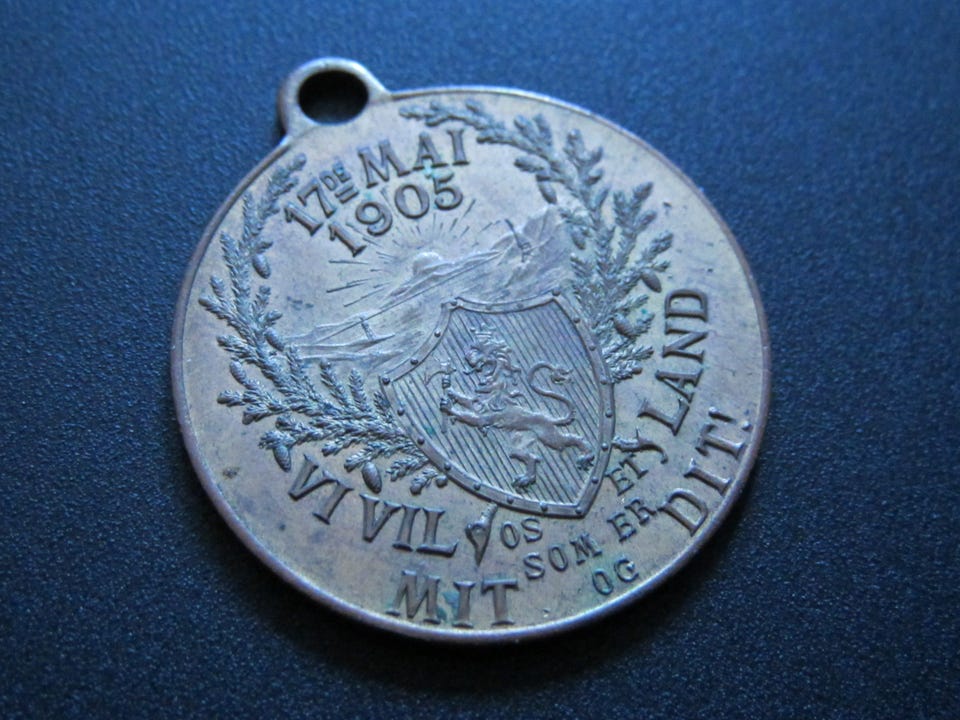 17DE MAI
1905
VI VIL OS ET LAND
SOM ER
MIT OG DIT!